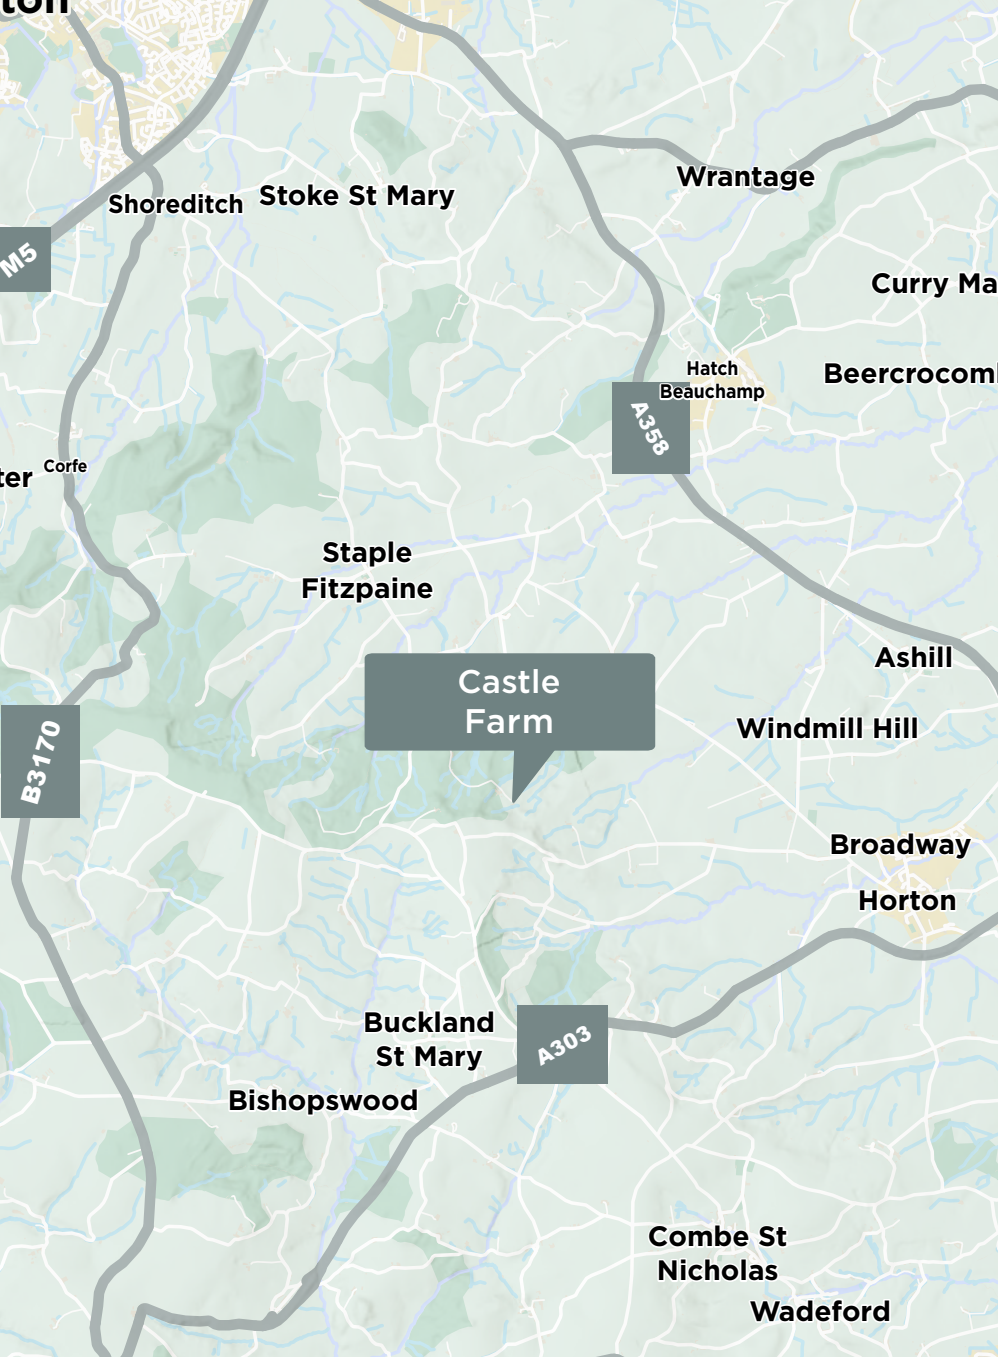 ton
Wrantage
Shoreditch
Stoke St Mary
M5
Curry Ma
Hatch
Beauchamp
Beercrocom
A358
Corfe
ter
Staple
Fitzpaine
Ashill
Castle
Farm
Windmill Hill
B3170
Broadway
Horton
Buckland
St Mary
A303
Bishopswood
Combe St
Nicholas
Wadeford